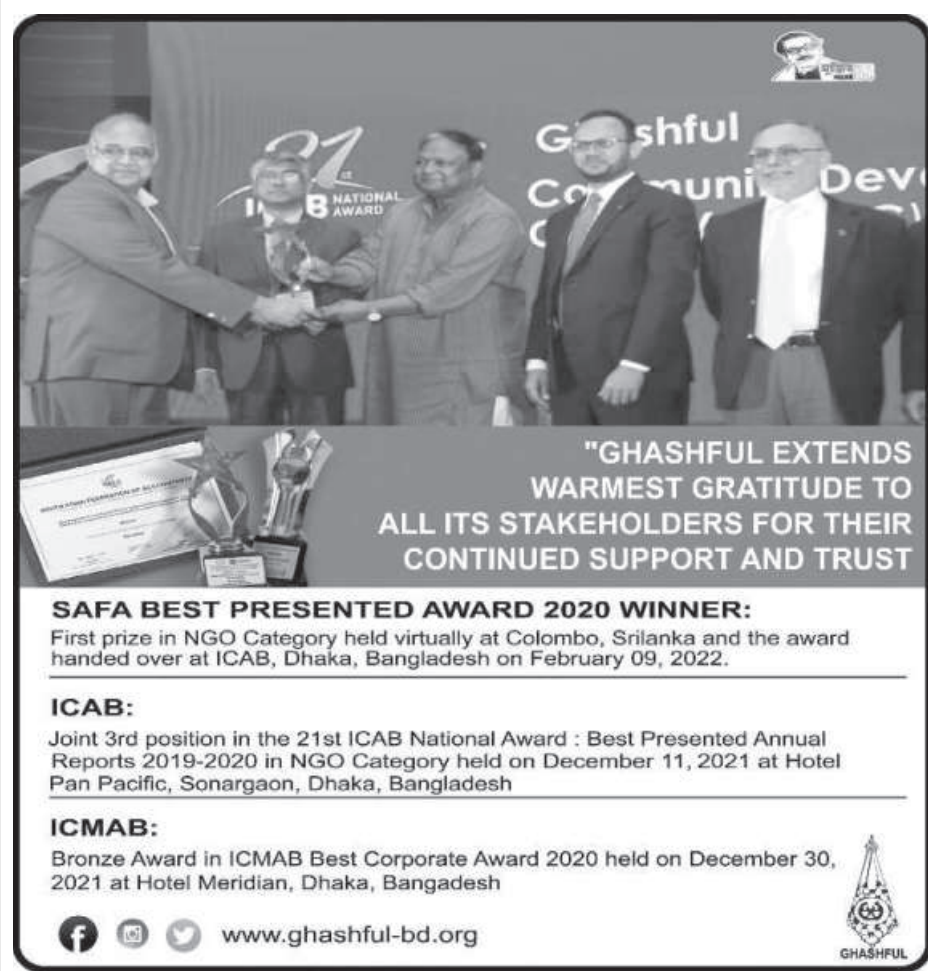 21st
NATIONAL
AWARD
Ghashful
"GHASHFUL EXTENDS
WARMEST GRATITUDE TO
ALL ITS STAKEHOLDERS FOR THEIR
CONTINUED SUPPORT AND TRUST
SAFA BEST PRESENTED AWARD 2020 WINNER:
First prize in NGO Category held virtually at Colombo, Srilanka and the award
handed over at ICAB, Dhaka, Bangladesh on February 09, 2022.
ICAB:
Joint 3rd position in the 21st ICAB National Award : Best Presented Annual
Reports 2019-2020 in NGO Category held on December 11, 2021 at Hotel
Pan Pacific, Sonargaon, Dhaka, Bangladesh
ICMAB:
Bronze Award in ICMAB Best Corporate Award 2020 held on December 30,
2021 at Hotel Meridian, Dhaka, Bangadesh
www.ghashful-bd.org
GHASHFUL